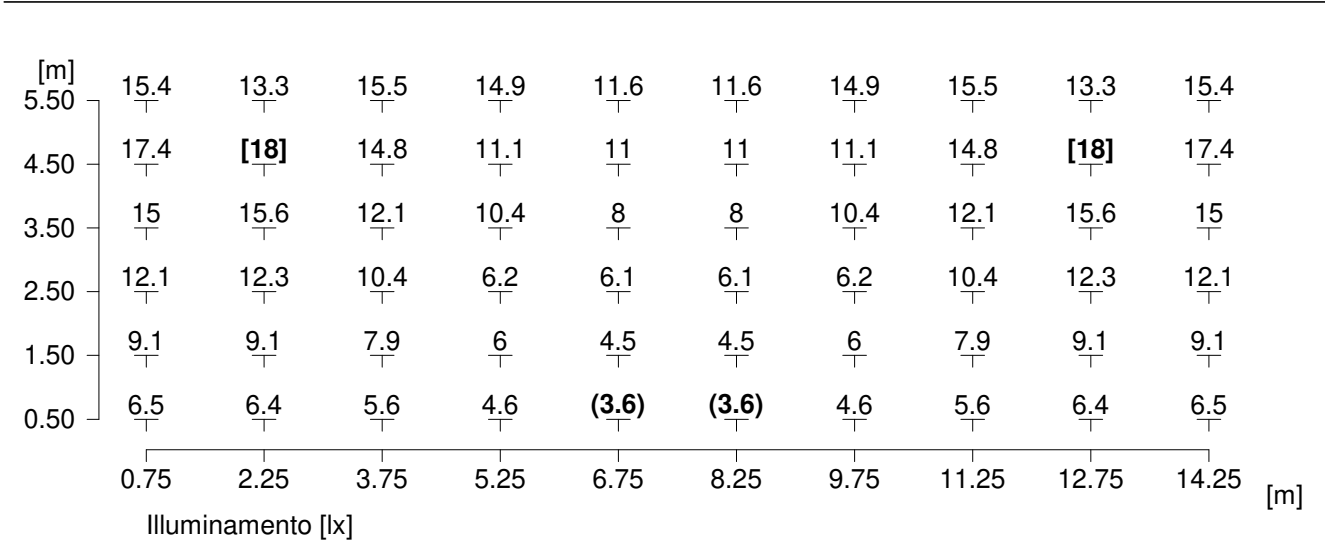 [m]
15.4 13.3 15.5 14.9 11.6 11.6 14.9 15.5 13.3 15.4
5.50
17.4 [18] 14.8 11.1 11 11 11.1 14.8 [18] 17.4
4.50
15 15.6 12.1 10.4 8 8 10.4 12.1 15.6 15
3.50
12.1 12.3 10.4 6.2 6.1 6.1 6.2 10.4 12.3 12.1
2.50
9.1 9.1 7.9 6 4.5 4.5 6 7.9 9.1 9.1
1.50
6.5 6.4 5.6 4.6 (3.6) (3.6) 4.6 5.6 6.4 6.5
0.50
0.75 2.25 3.75 5.25 6.75 8.25 9.75 11.25 12.75 14.25
[m]
Illuminamento [lx]